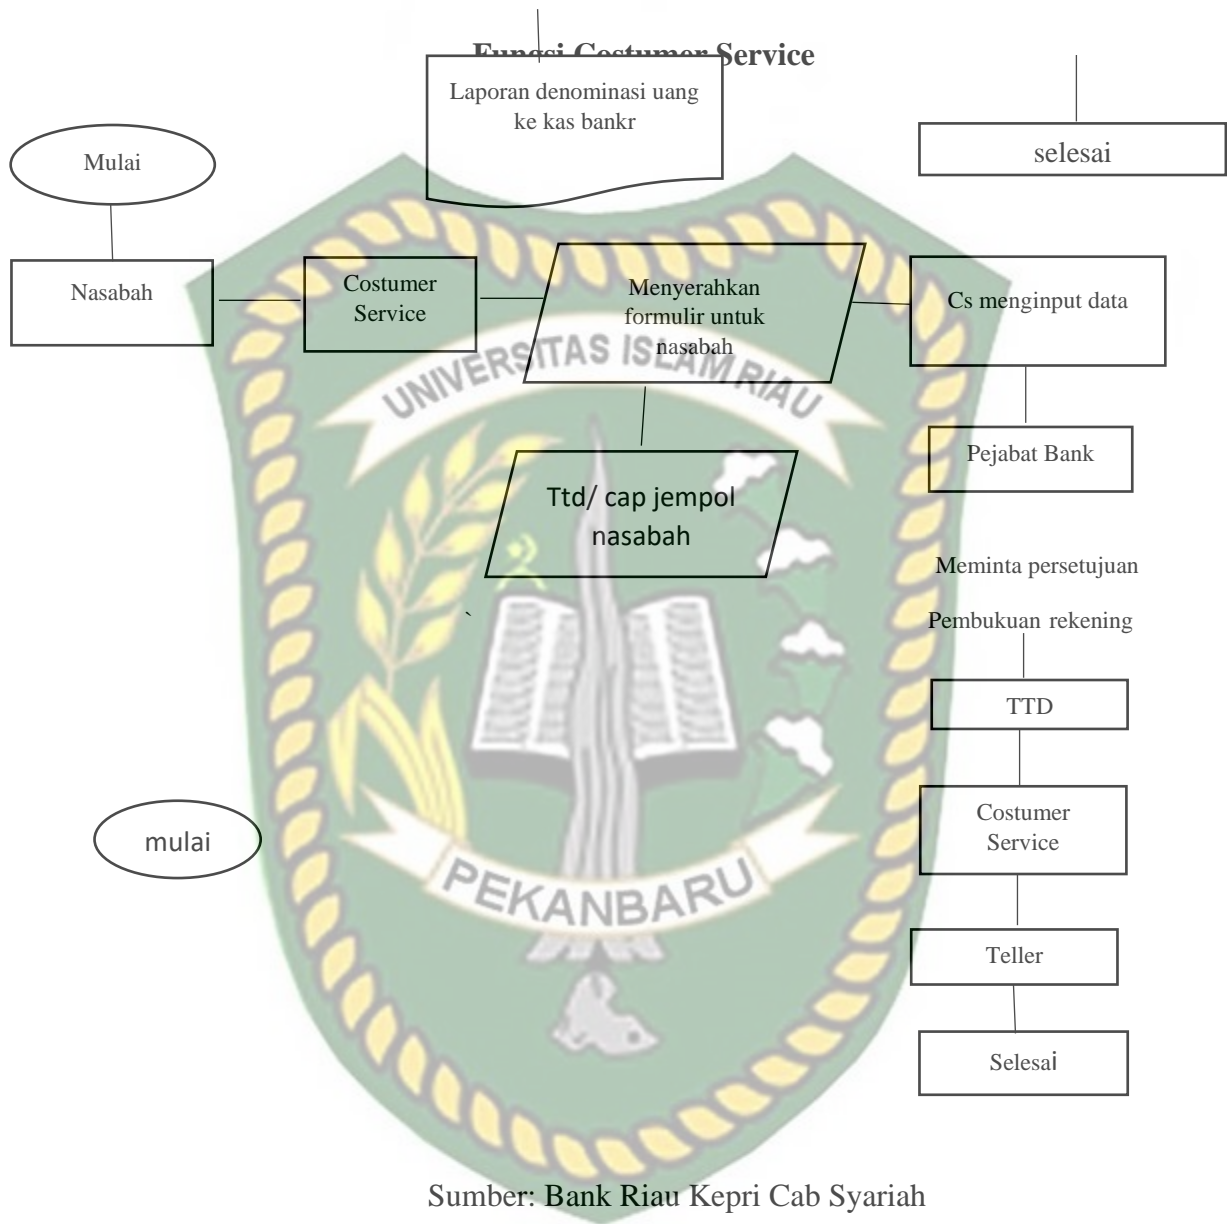 Fungsi Costumer Service
Laporan denominasi uang
ke kas bankr
selesai
Mulai
Nasabah
Costumer
Service
Menyerahkan
formulir untuk
nasabah
Cs menginput data
UNIVERSITAS ISLAM RIAU
Pejabat Bank
Ttd/ cap jempol
nasabah
Meminta persetujuan
`
Pembukuan rekening
TTD
mulai
Costumer
Service
PEKANBARU
Teller
Selesai
Sumber: Bank Riau Kepri Cab Syariah